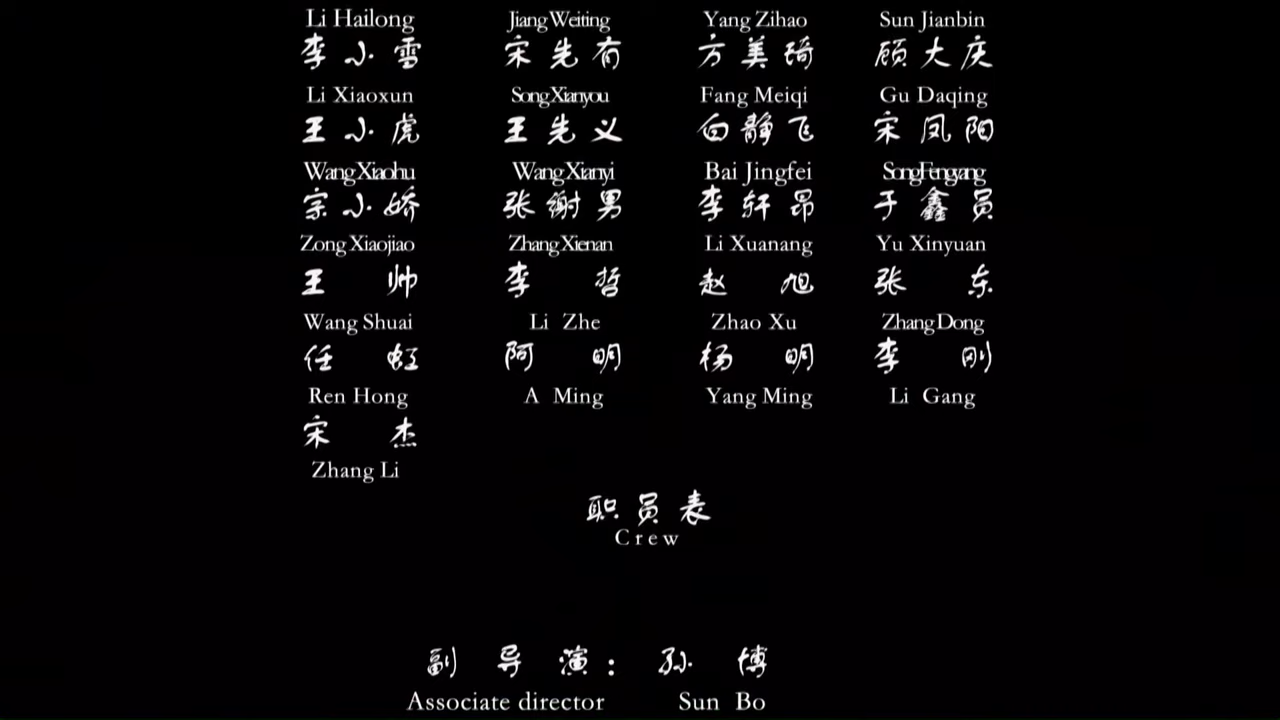 Li Hailong Jiang Weiting Yang Zihao Sun Jianbin
李小雪 宋先有 方美琦 顾大庆
Li Xiaoxun Song Xianyou Fang Meiqi Gu Daqing
王小虎 王先义 白静飞 宋凤阳
Wang Xiaohu Wang Xianyi Bai Jingfei Song Fengyang
宗小娇 张谢男 李轩昂 于鑫员
Zong Xiaojiao Zhang Xienan Li Xuanang Yu Xinyuan
王帅 李哲 赵旭 张东
Wang Shuai Li Zhe Zhao Xu Zhang Dong
任虹 阿明 杨明 李刚
Ren Hong A Ming Yang Ming Li Gang
宋杰
Zhang Li
职员表
Crew
副导演：孙博
Associate director Sun Bo